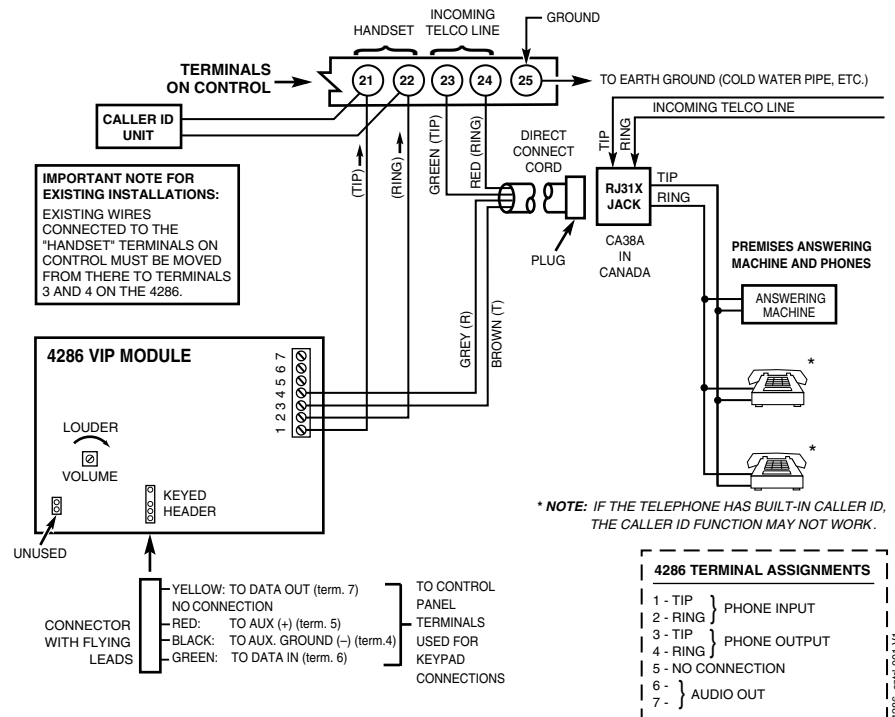 INCOMING
TELCO LINE
HANDSET
GROUND
TERMINALS
ON CONTROL
21 22 23 24 25
TO EARTH GROUND (COLD WATER PIPE, ETC.)
INCOMING TELCO LINE
CALLER ID
UNIT
(TIP)
(RING)
GREEN (TIP)
RED (RING)
DIRECT
CONNECT
CORD
TIP
RING
RJ31X
JACK
TIP
RING
PLUG
CA38A
IN
CANADA
IMPORTANT NOTE FOR
EXISTING INSTALLATIONS:
EXISTING WIRES
CONNECTED TO THE
"HANDSET" TERMINALS ON
CONTROL MUST BE MOVED
FROM THERE TO TERMINALS
3 AND 4 ON THE 4286.
PREMISES ANSWERING
MACHINE AND PHONES
ANSWERING
MACHINE
*
*
GREY (R)
BROWN (T)
4286 VIP MODULE
1 2 3 4 5 6 7
LOUDER
VOLUME
KEYED
HEADER
UNUSED
* NOTE: IF THE TELEPHONE HAS BUILT-IN CALLER ID,
THE CALLER ID FUNCTION MAY NOT WORK.
CONNECTOR
WITH FLYING
LEADS
YELLOW: TO DATA OUT (term. 7)
NO CONNECTION
RED: TO AUX (+) (term. 5)
BLACK: TO AUX. GROUND (–) (term.4)
GREEN: TO DATA IN (term. 6)
TO CONTROL
PANEL
TERMINALS
USED FOR
KEYPAD
CONNECTIONS
4286 TERMINAL ASSIGNMENTS
1 - TIP
2 - RING } PHONE INPUT
3 - TIP
4 - RING } PHONE OUTPUT
5 - NO CONNECTION
6 -
7 - } AUDIO OUT